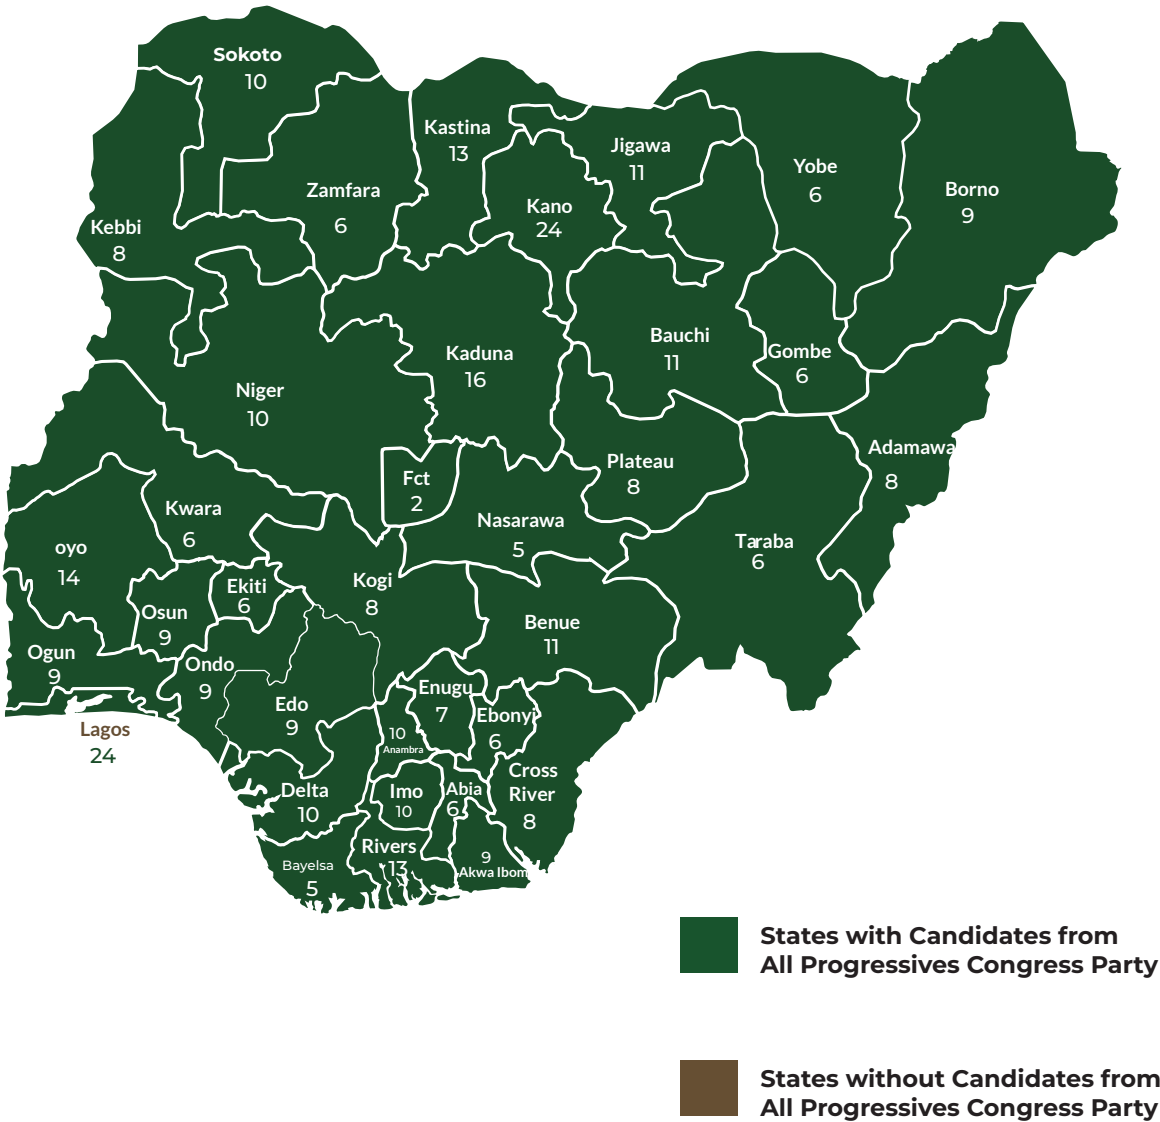 Sokoto
10
Kastina
13
Jigawa
11
Yobe
6
Borno
9
Zamfara
6
Kano
24
Kebbi
8
Bauchi
11
Gombe
6
Kaduna
16
Niger
10
Adamawa
8
Plateau
8
Fct
2
Kwara
6
Nasarawa
5
Taraba
6
oyo
14
Ekiti
6
Kogi
8
Osun
9
Benue
11
Ogun
9
Ondo
9
Edo
9
Enugu
7
Ebonyi
6
10
Anambra
Lagos
24
Cross
River
8
Delta
10
Imo
10
Abia
6
Rivers
13
Bayelsa
5
9
Akwa Ibom
States with Candidates from
All Progressives Congress Party
States without Candidates from
All Progressives Congress Party